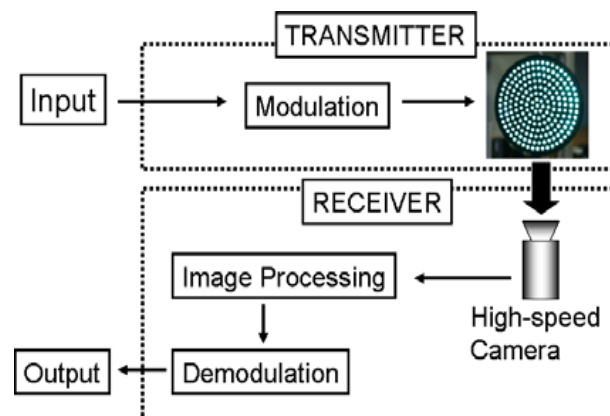 TRANSMITTER
Input
Modulation
RECEIVER
Image Processing
High-speed
Camera
Output
Demodulation